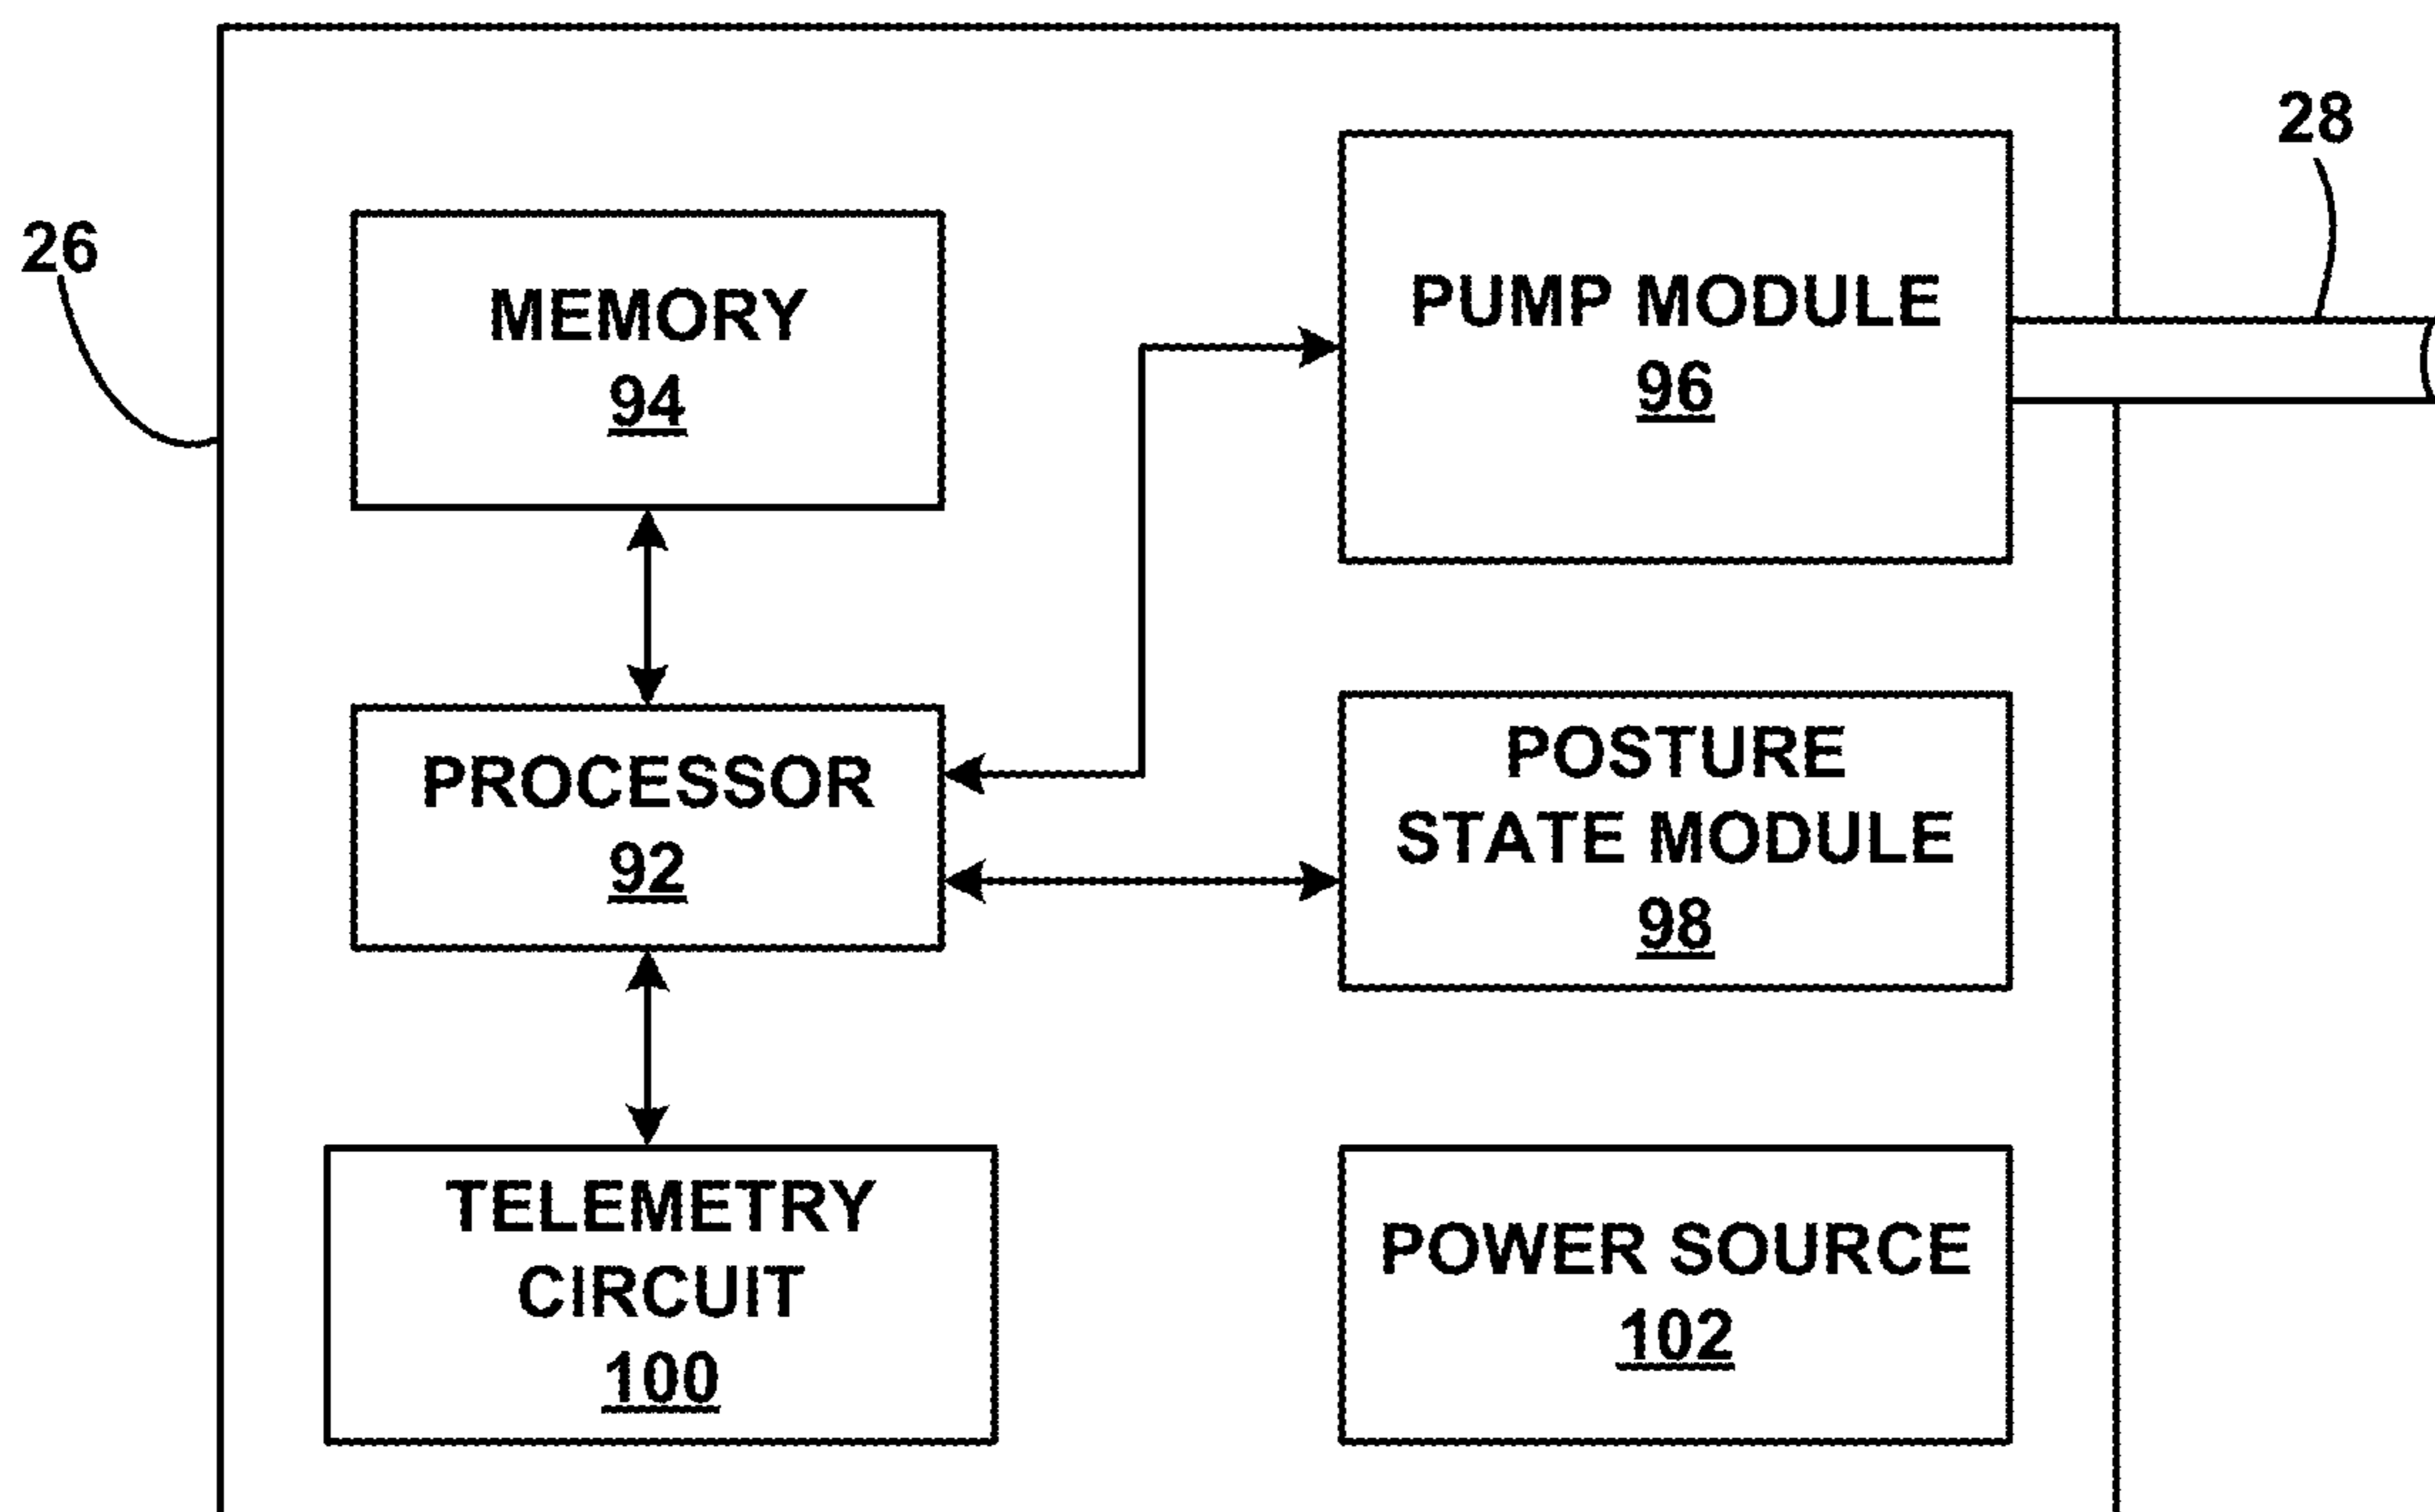 26
28
MEMORY
94
PUMP MODULE
96
PROCESSOR
92
POSTURE
STATE MODULE
98
TELEMETRY
CIRCUIT
100
POWER SOURCE
102